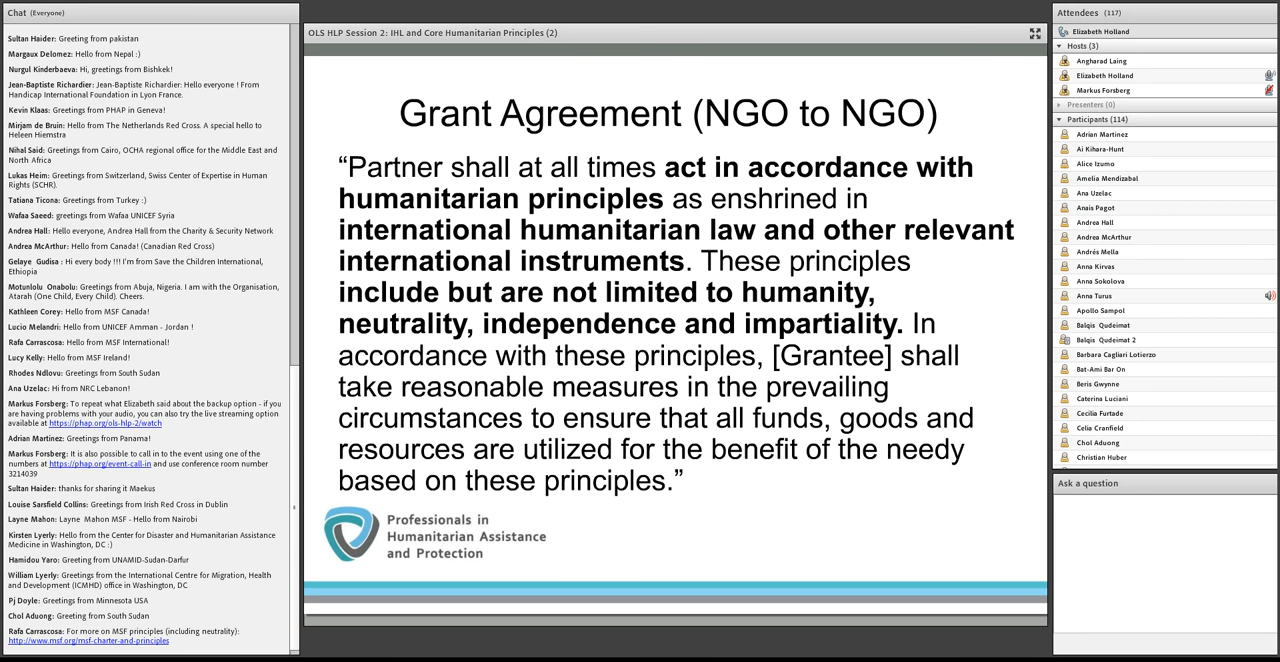 Chat (Everyone)
Sultan Haider: Greeting from pakistan
Margaux Delomez: Hello from Nepal :)
Nurgul Kinderbaeva: Hi, greetings from Bishkek!
Jean-Baptiste Richardier: Jean-Baptiste Richardier: Hello everyone ! From
Handicap International Foundation in Lyon France.
Kevin Klaas: Greetings from PHAP in Geneva!
Mirjam de Bruin: Hello from The Netherlands Red Cross. A special hello to
Heleen Hiemstra
Nihal Said: Greetings from Cairo, OCHA regional office for the Middle East and
North Africa
Lukas Heim: Greetings from Switzerland, Swiss Center of Expertise in Human
Rights (SCHR).
Tatiana Ticona: Greetings from Turkey :)
Wafaa Saeed: greetings from Wafaa UNICEF Syria
Andrea Hall: Hello everyone, Andrea Hall from the Charity & Security Network
Andrea McArthur: Hello from Canada! (Canadian Red Cross)
Gelaye Gudisa : Hi every body !!! I'm from Save the Children International,
Ethiopia
Motunlolu Onabolu: Greetings from Abuja, Nigeria. I am with the Organisation,
Atarah (One Child, Every Child). Cheers.
Kathleen Corey: Hello from MSF Canada!
Lucio Melandri: Hello from UNICEF Amman - Jordan !
Rafa Carrascosa: Hello from MSF International!
Lucy Kelly: Hello from MSF Ireland!
Rhodes Ndlovu: Greetings from South Sudan
Ana Uzelac: Hi from NRC Lebanon!
Markus Forsberg: To repeat what Elizabeth said about the backup option - if you
are having problems with your audio, you can also try the live streaming option
available at https://phap.org/ols-hlp-2/watch
Adrian Martinez: Greetings from Panama!
Markus Forsberg: It is also possible to call in to the event using one of the
numbers at https://phap.org/event-call-in and use conference room number
3214039
Sultan Haider: thanks for sharing it Maekus
Louise Sarsfield Collins: Greetings from Irish Red Cross in Dublin
Layne Mahon: Layne Mahon MSF - Hello from Nairobi
Kirsten Lyerly: Hello from the Center for Disaster and Humanitarian Assistance
Medicine in Washington, DC :)
Hamidou Yaro: Greeting from UNAMID-Sudan-Darfur
William Lyerly: Greetings from the International Centre for Migration, Health
and Development (ICMHD) office in Washington, DC
Pj Doyle: Greetings from Minnesota USA
Chol Aduong: Greeting from South Sudan
Rafa Carrascosa: For more on MSF principles (including neutrality):
http://www.msf.org/msf-charter-and-principles
OLS HLP Session 2: IHL and Core Humanitarian Principles (2)
Grant Agreement (NGO to NGO)
“Partner shall at all times act in accordance with
humanitarian principles as enshrined in
international humanitarian law and other relevant
international instruments. These principles
include but are not limited to humanity,
neutrality, independence and impartiality. In
accordance with these principles, [Grantee] shall
take reasonable measures in the prevailing
circumstances to ensure that all funds, goods and
resources are utilized for the benefit of the needy
based on these principles.”
Professionals in
Humanitarian Assistance
and Protection
Attendees (117)
Elizabeth Holland
Hosts (3)
Angharad Laing
Elizabeth Holland
Markus Forsberg
Presenters (0)
Participants (114)
Adrian Martinez
Ai Kihara-Hunt
Alice Izumo
Amelia Mendizabal
Ana Uzelac
Anais Pagot
Andrea Hall
Andrea McArthur
Andrés Mella
Anna Kirvas
Anna Sokolova
Anna Turus
Apollo Sampol
Balqis Qudeimat
Balqis Qudeimat 2
Barbara Cagliari Lotierzo
Bat-Ami Bar On
Beris Gwynne
Caterina Luciani
Cecilia Furtade
Celia Cranfield
Chol Aduong
Christian Huber
Ask a question